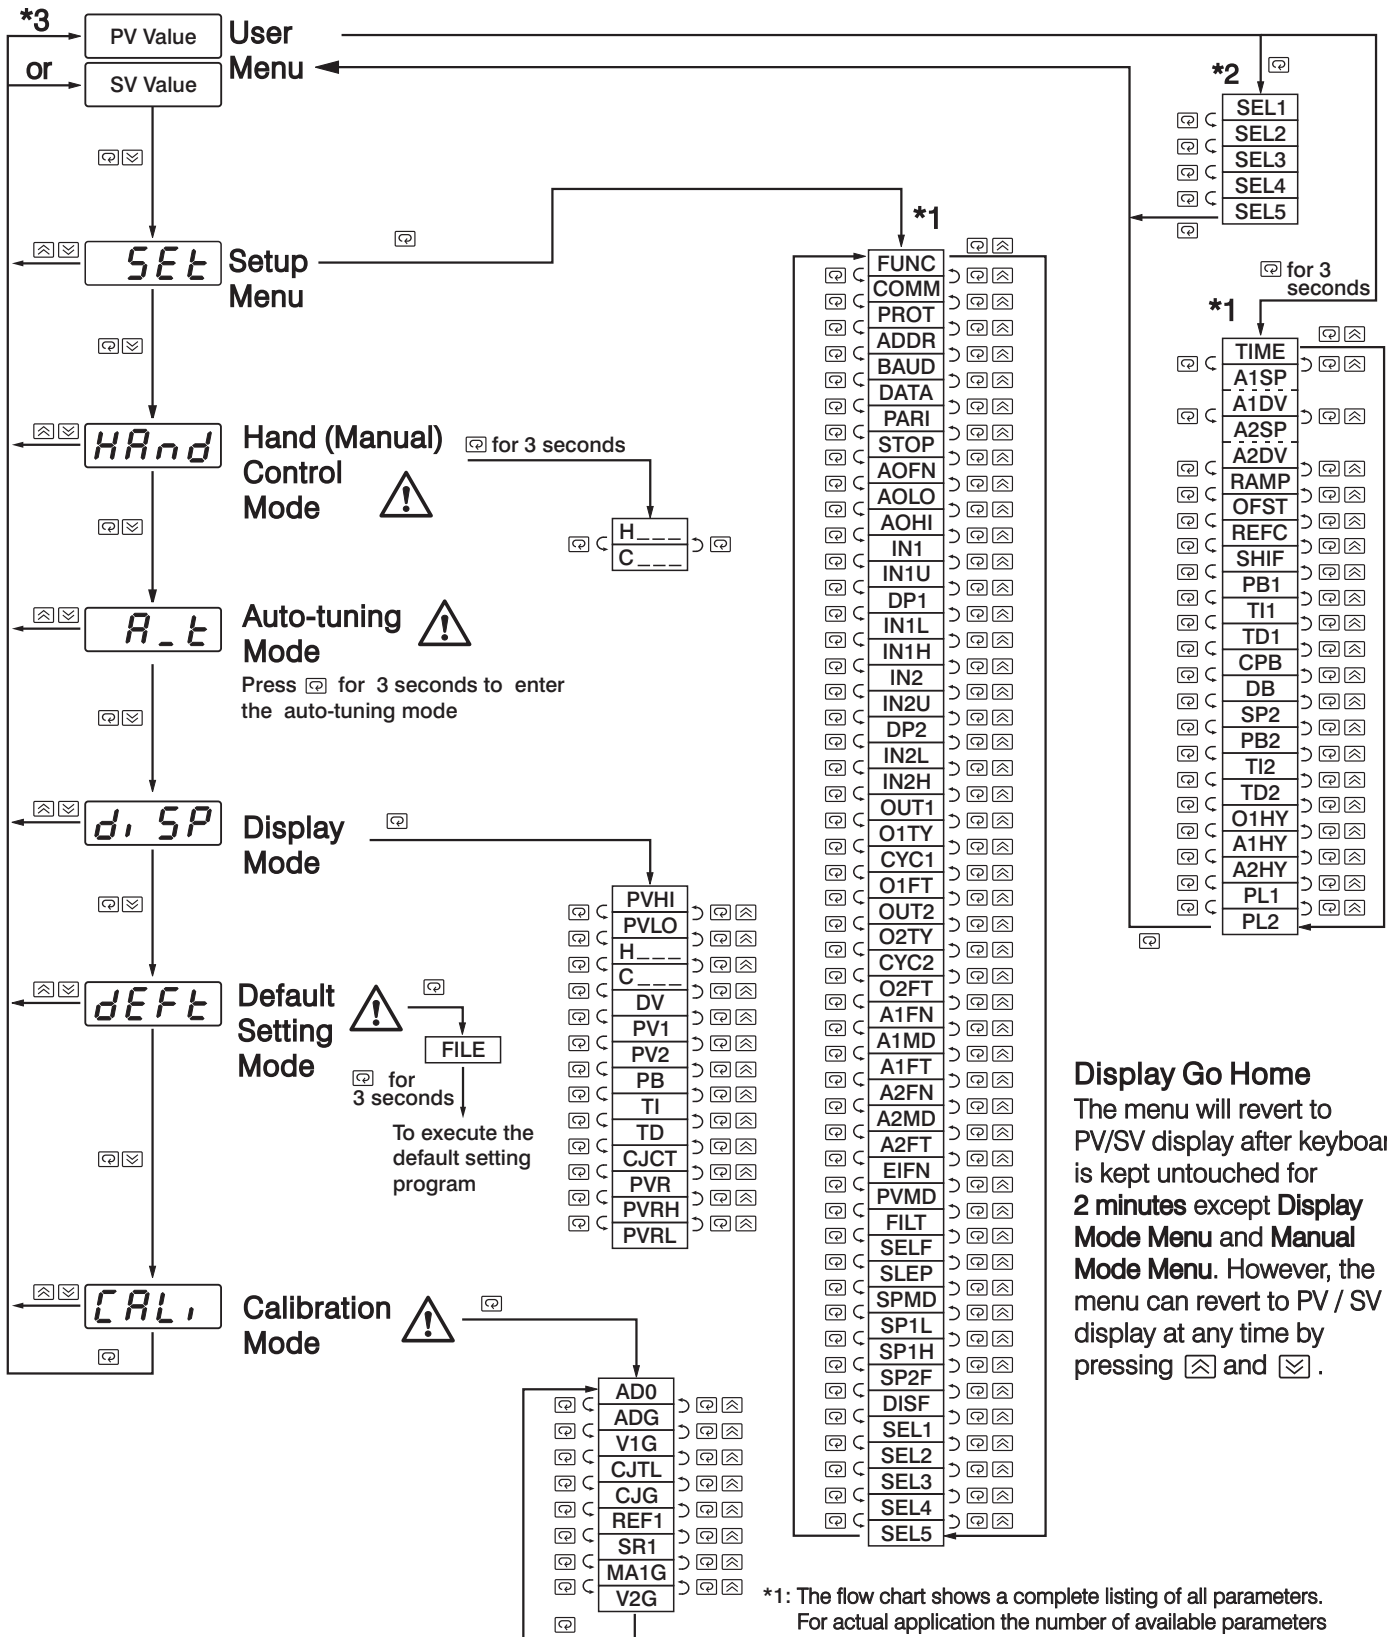 *3
PV Value
or
SV Value
User
Menu
*2
SEL1
SEL2
SEL3
SEL4
SEL5
SEt
Setup
Menu
*1
FUNC
COMM
PROT
ADDR
BAUD
DATA
PARI
STOP
AOFN
AOLO
AOHI
IN1
IN1U
DP1
IN1L
IN1H
IN2
IN2U
DP2
IN2L
IN2H
OUT1
O1TY
CYC1
O1FT
OUT2
O2TY
CYC2
O2FT
A1FN
A1MD
A1FT
A2FN
A2MD
A2FT
EIFN
PVMD
FILT
SELF
SLEP
SPMD
SP1L
SP1H
SP2F
DISF
SEL1
SEL2
SEL3
SEL4
SEL5
for 3
seconds
*1
TIME
A1SP
A1DV
A2SP
A2DV
RAMP
OFST
REFC
SHIF
PB1
TI1
TD1
CPB
DB
SP2
PB2
TI2
TD2
O1HY
A1HY
A2HY
PL1
PL2
HAnd
Hand (Manual)
Control
Mode
for 3 seconds
H___
C___
A_t
Auto-tuning
Mode
Press for 3 seconds to enter
the auto-tuning mode
diSP
Display
Mode
PVHI
PVLO
H___
C___
DV
PV1
PV2
PB
TI
TD
CJCT
PVR
PVRH
PVRL
dEFt
Default
Setting
Mode
FILE
for
3 seconds
To execute the
default setting
program
CALi
Calibration
Mode
AD0
ADG
V1G
CJTL
CJG
REF1
SR1
MA1G
V2G
Display Go Home
The menu will revert to
PV/SV display after keyboar
is kept untouched for
2 minutes except Display
Mode Menu and Manual
Mode Menu. However, the
menu can revert to PV / SV
display at any time by
pressing and .
*1: The flow chart shows a complete listing of all parameters.
For actual application the number of available parameters